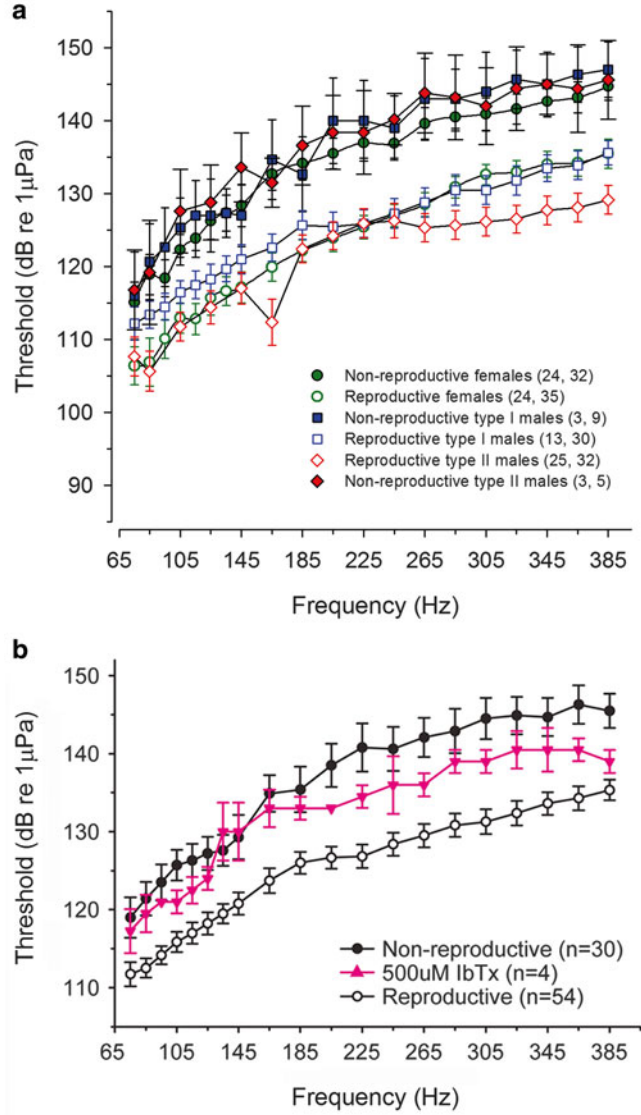 a
150
140
130
120
110
100
90
Threshold (dB re 1µPa)
Non-reproductive females (24, 32)
Reproductive females (24, 35)
Non-reproductive type I males (3, 9)
Reproductive type I males (13, 30)
Reproductive type II males (25, 32)
Non-reproductive type II males (3, 5)
65 105 145 185 225 265 305 345 385
Frequency (Hz)
b
150
140
130
120
110
Threshold (dB re 1µPa)
Non-reproductive (n=30)
500uM IbTx (n=4)
Reproductive (n=54)
65 105 145 185 225 265 305 345 385
Frequency (Hz)